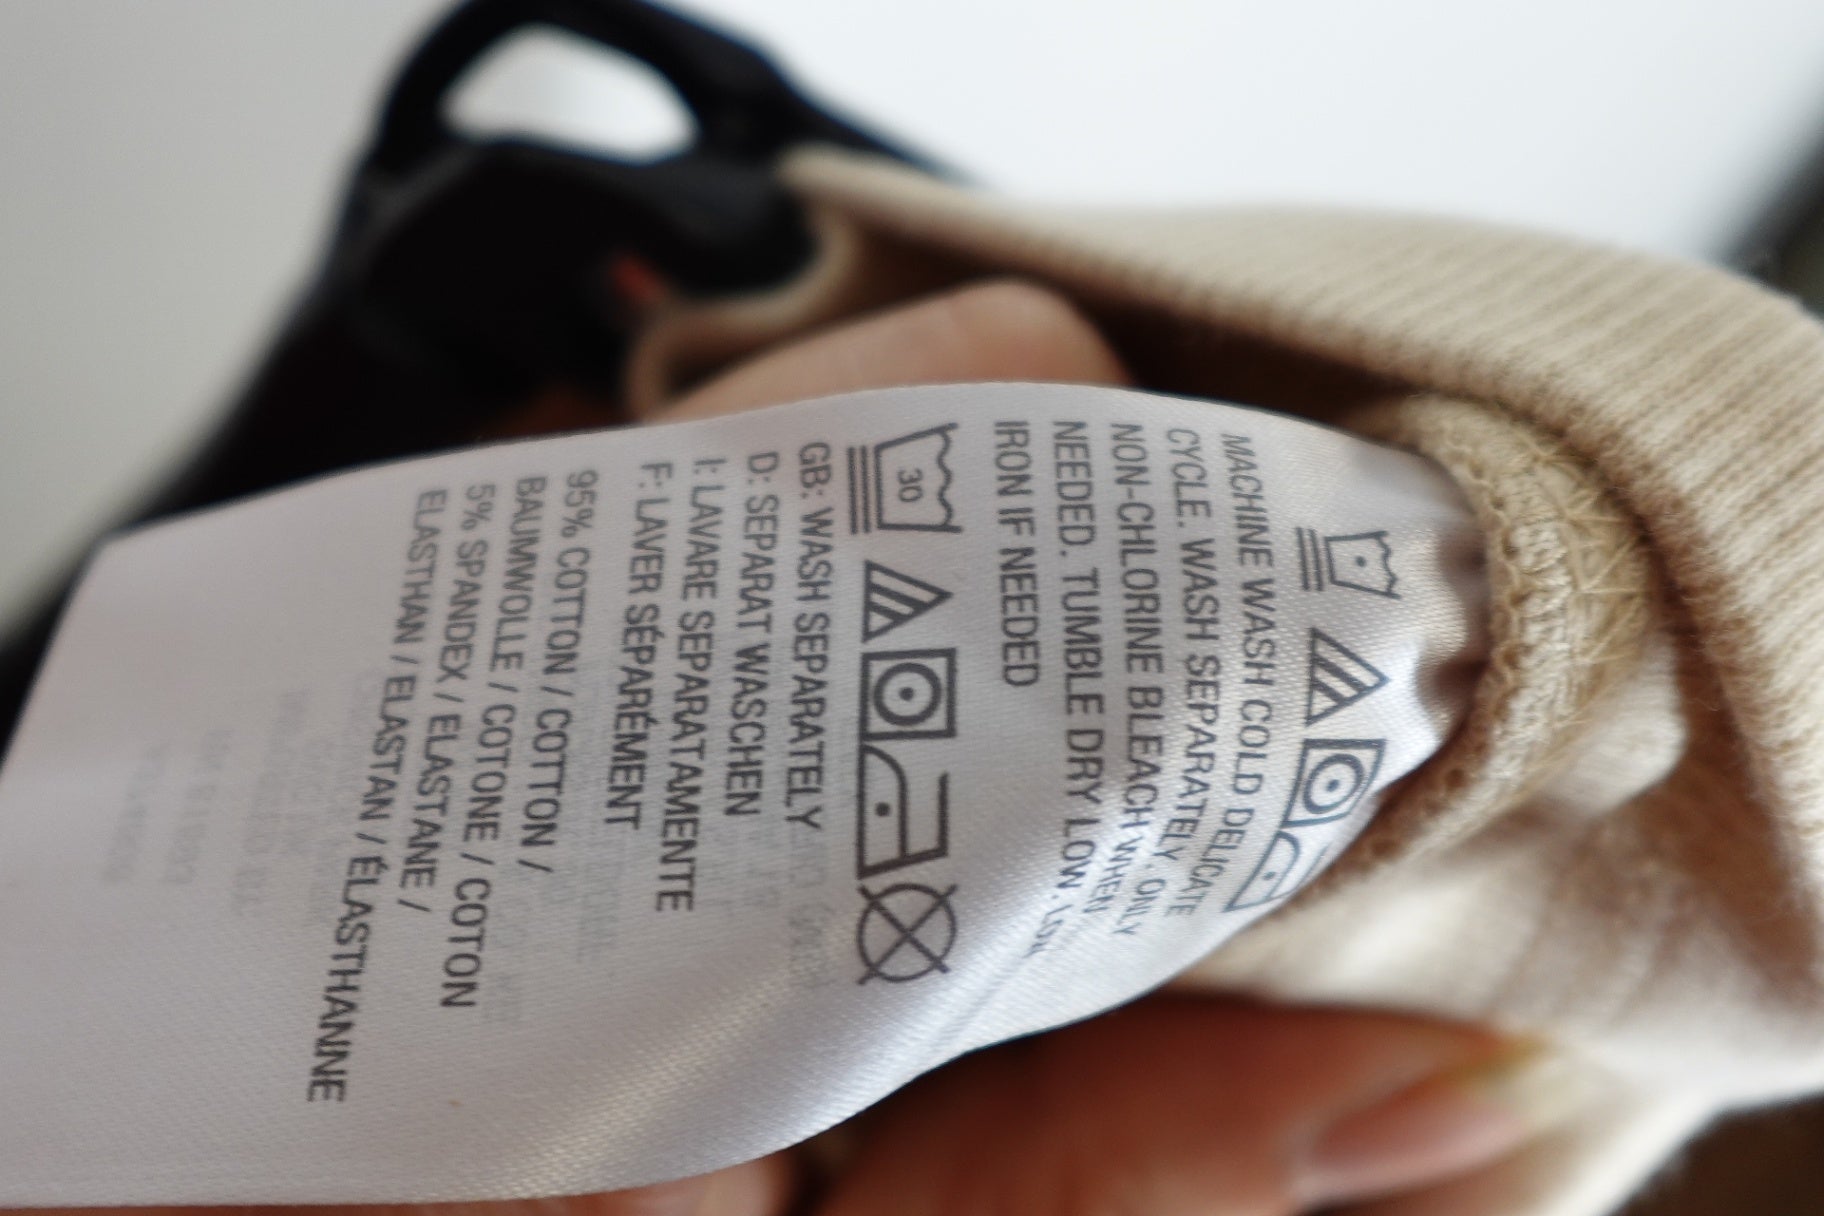 MACHINE WASH COLD DELICATE
CYCLE. WASH SEPARATELY ONLY
NON-CHLORINE BLEACH WHEN
NEEDED. TUMBLE DRY LOW.
IRON IF NEEDED
30
GB: WASH SEPARATELY
D: SEPARAT WASCHEN
I: LAVARE SEPARATAMENTE
F: LAVER SÉPARÉMENT
95% COTTON / COTTON /
BAUMWOLLE / COTONE / COTON
5% SPANDEX / ELASTANE /
ELASTHAN / ELASTAN / ÉLASTHANNE